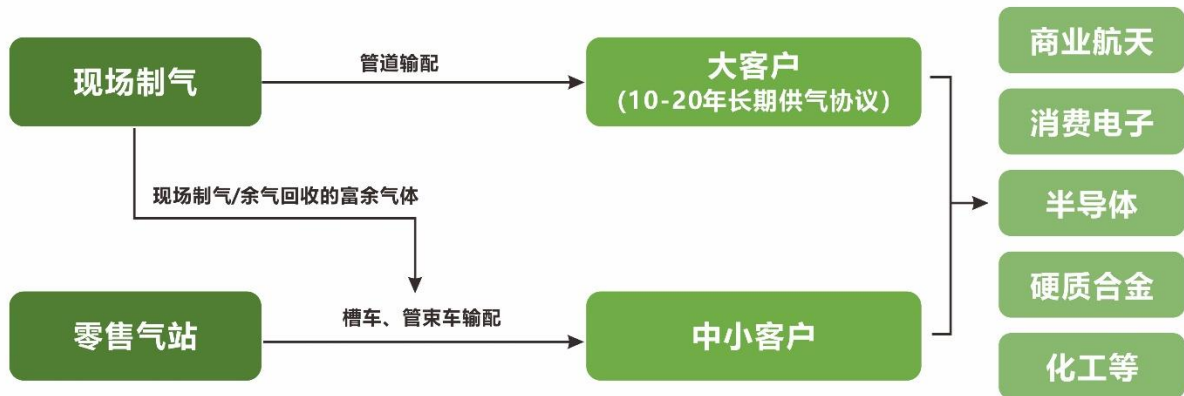 现场制气
管道输配
大客户
(10-20年长期供气协议)
现场制气/余气回收的富余气体
零售气站
槽车、管束车输配
中小客户
商业航天
消费电子
半导体
硬质合金
化工等